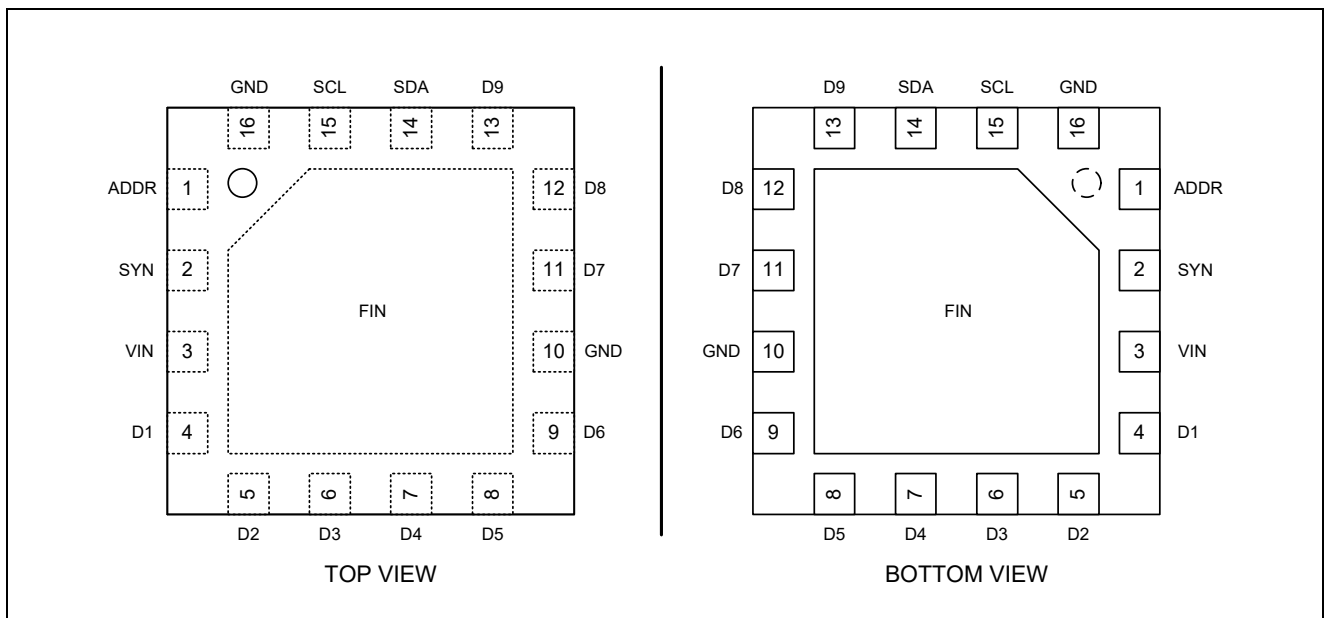 GND SCL SDA D9
16 15 14 13
ADDR 1 12 D8
SYN 2 11 D7
FIN
VIN 3 10 GND
D1 4 9 D6
5 6 7 8
D2 D3 D4 D5
TOP VIEW
D9 SDA SCL GND
13 14 15 16
D8 12 1 ADDR
D7 11 2 SYN
FIN
GND 10 3 VIN
D6 9 4 D1
8 7 6 5
D5 D4 D3 D2
BOTTOM VIEW